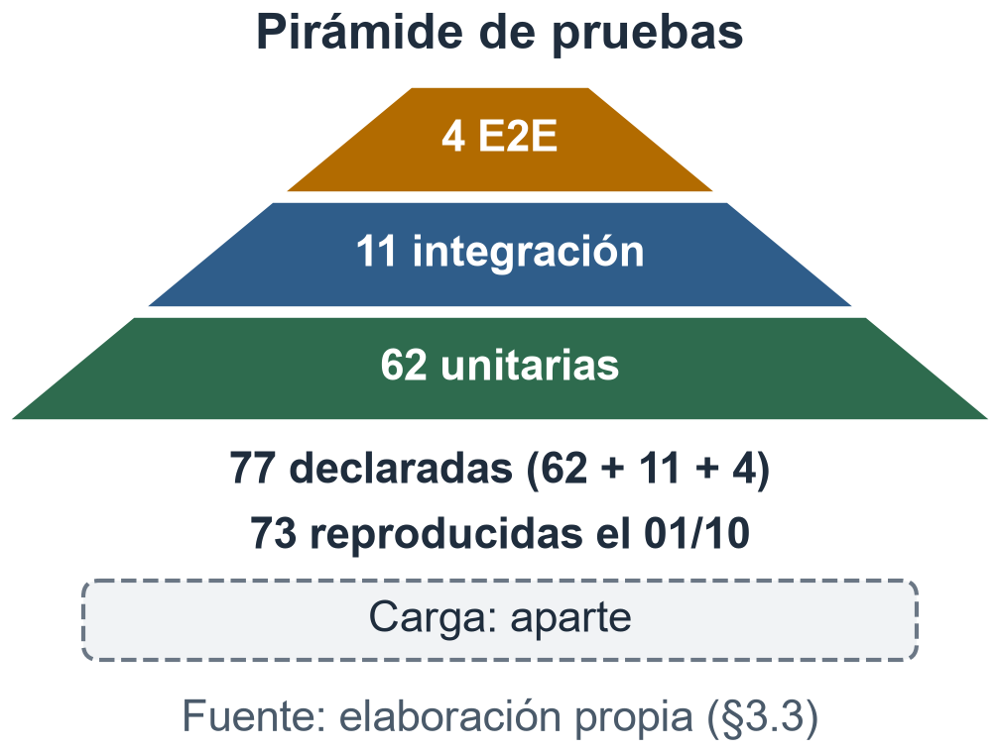 Pirámide de pruebas
4 E2E
11 integración
62 unitarias
77 declaradas (62 + 11 + 4)
73 reproducidas el 01/10
Carga: aparte
Fuente: elaboración propia (§3.3)